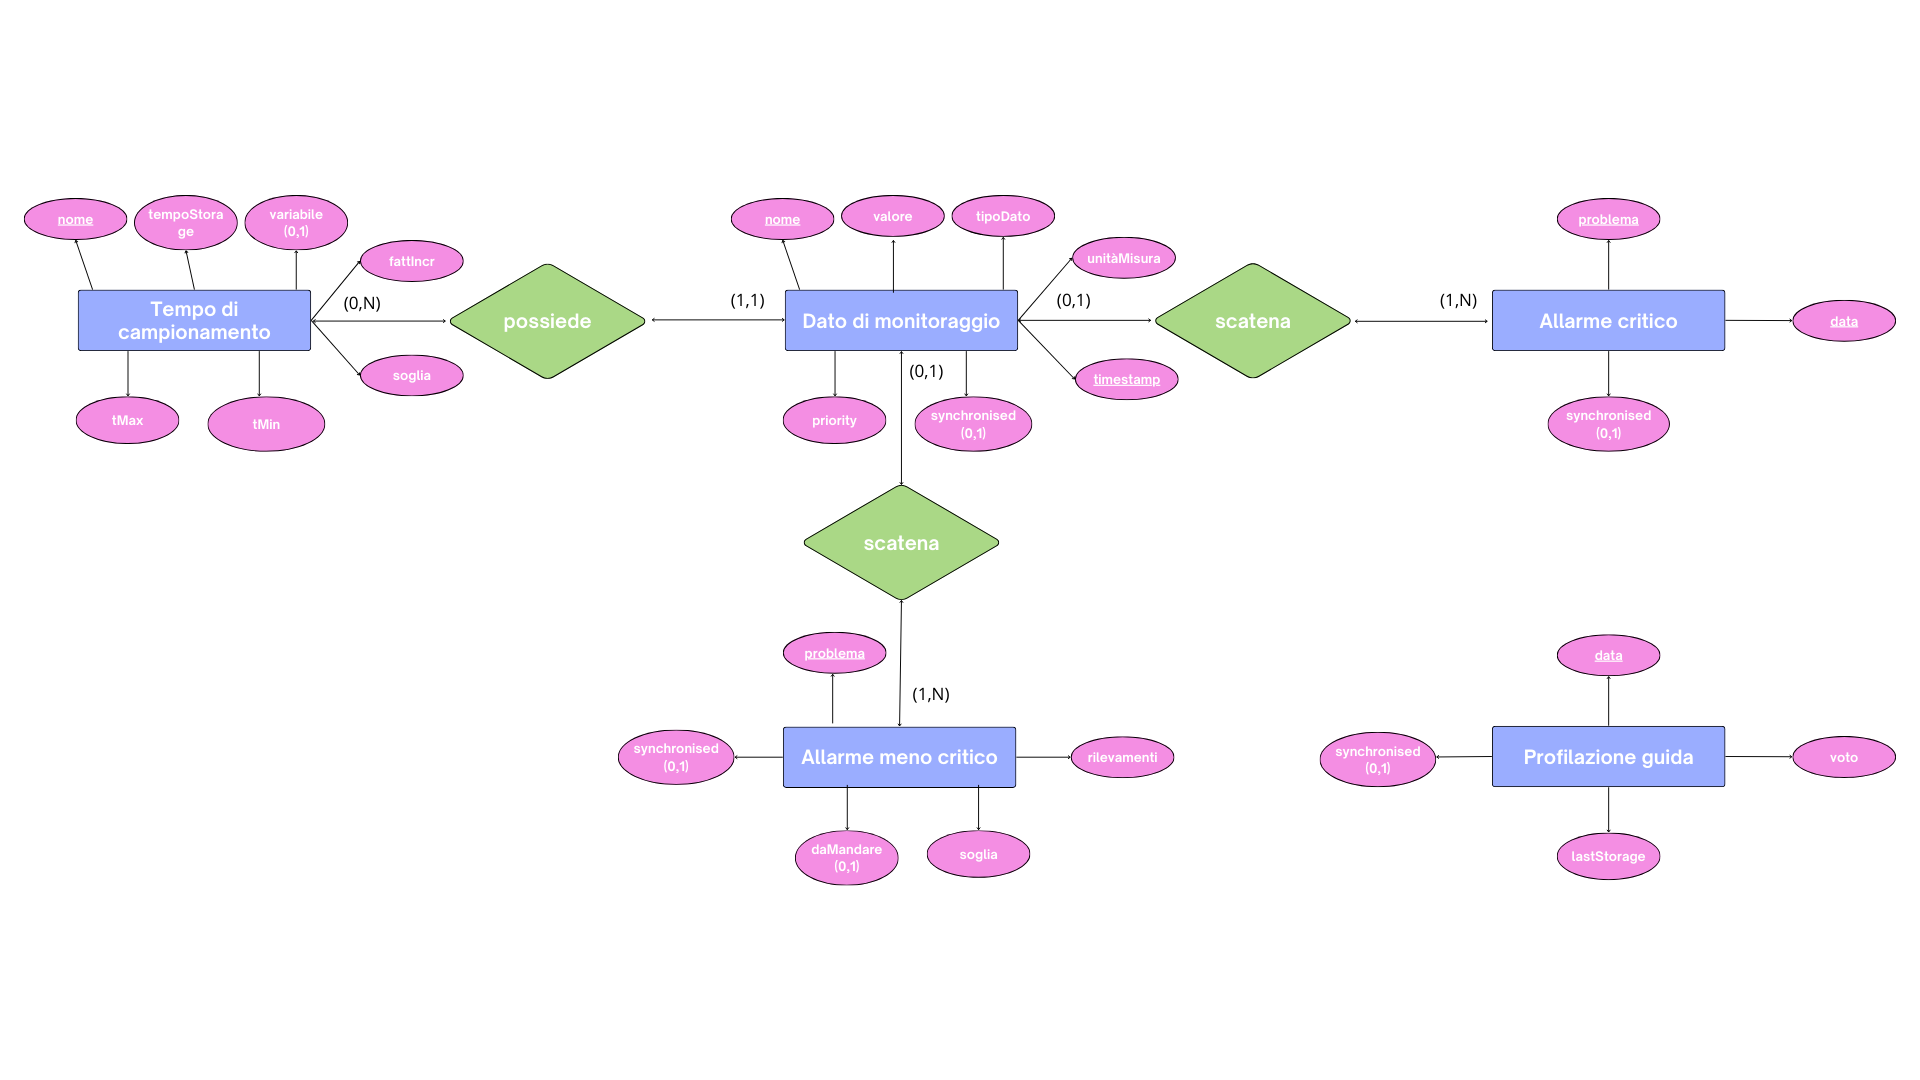 nome
tempoStora
ge
variabile
(0,1)
fattIncr
Tempo di
campionamento
(0,N)
soglia
tMax
tMin
possiede
(1,1)
nome
valore
tipoDato
unitàMisura
Dato di monitoraggio
(0,1)
timestamp
priority
synchronised
(0,1)
(0,1)
scatena
(1,N)
problema
Allarme critico
data
synchronised
(0,1)
scatena
(1,N)
problema
synchronised
(0,1)
Allarme meno critico
rilevamenti
daMandare
(0,1)
soglia
data
synchronised
(0,1)
Profilazione guida
voto
lastStorage